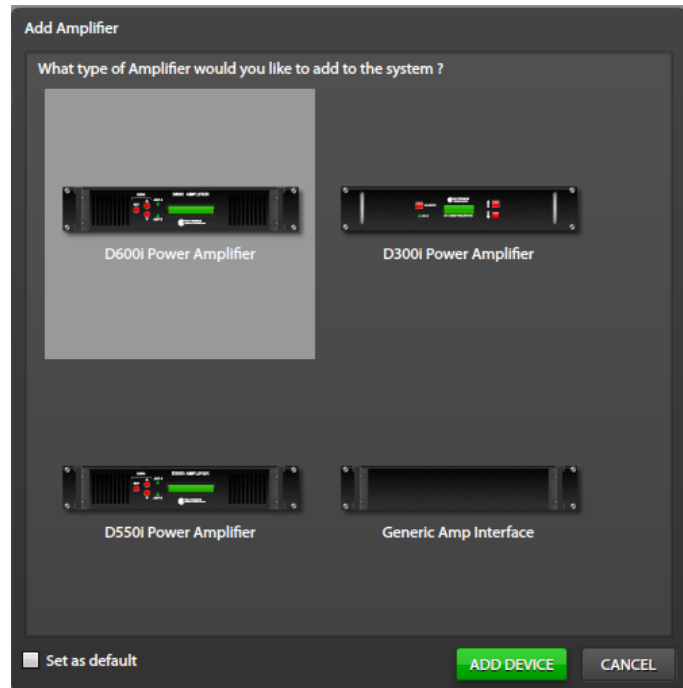 Add Amplifier
What type of Amplifier would you like to add to the system ?
D600i Power Amplifier
D300i Power Amplifier
D550i Power Amplifier
Generic Amp Interface
Set as default
ADD DEVICE
CANCEL